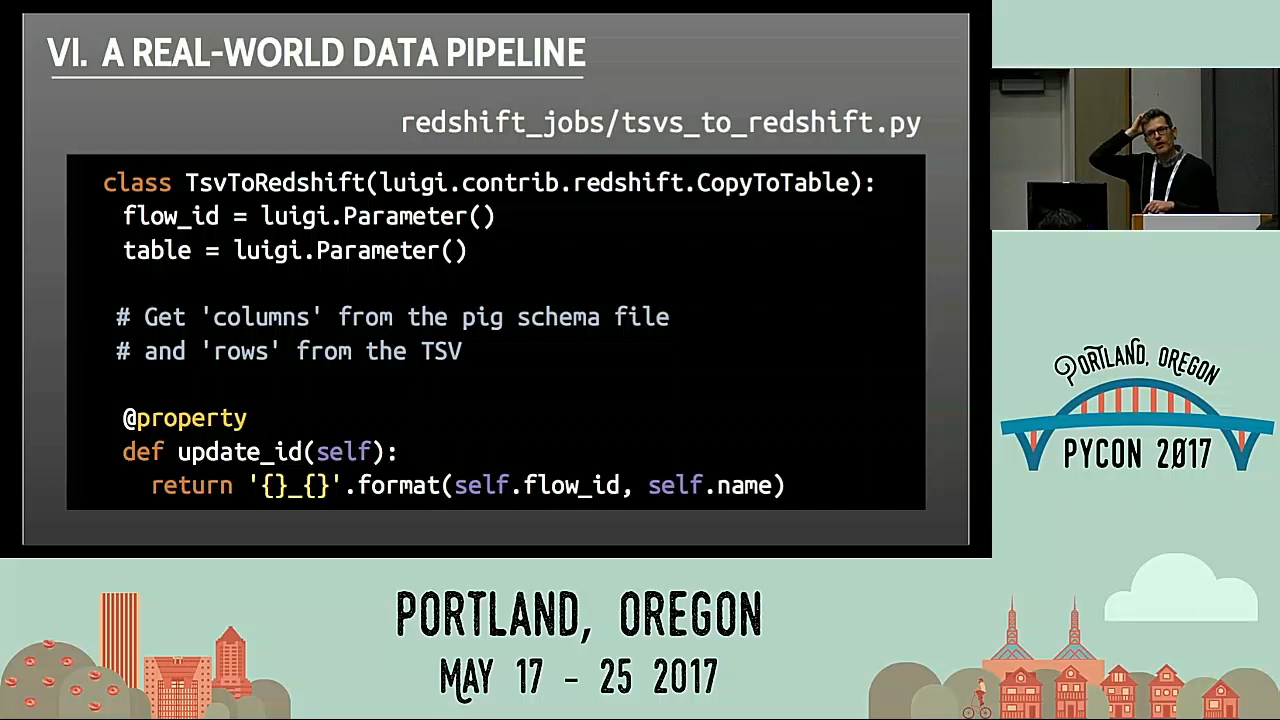 VI. A REAL-WORLD DATA PIPELINE
redshift_jobs/tsvs_to_redshift.py
class TsvToRedshift(luigi.contrib.redshift.CopyToTable):
flow_id = luigi.Parameter()
table = luigi.Parameter()
# Get 'columns' from the pig schema file
# and 'rows' from the TSV
@property
def update_id(self):
return '{}_{}'.format(self.flow_id, self.name)
PORTLAND, OREGON
PYCON 2017
PORTLAND, OREGON
MAY 17 - 25 2017